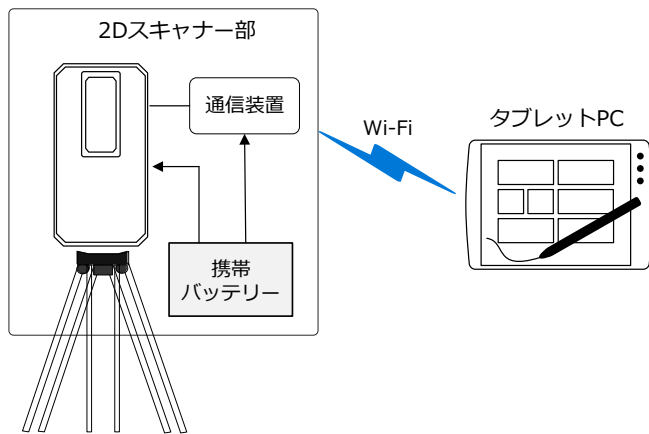 2Dスキャナー部
通信装置
Wi-Fi
タブレットPC
携帯
バッテリー